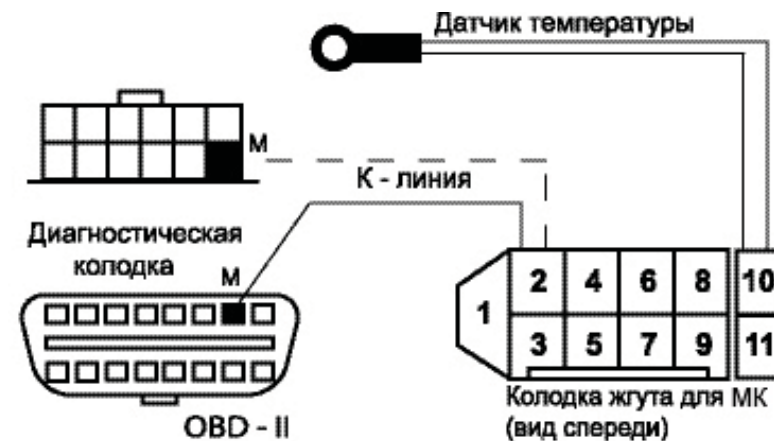 Датчик температуры
М
К - линия
Диагностическая
колодка
М
2 4 6 8 10
1
3 5 7 9 11
OBD - II
Колодка жгута для МК
(вид спереди)